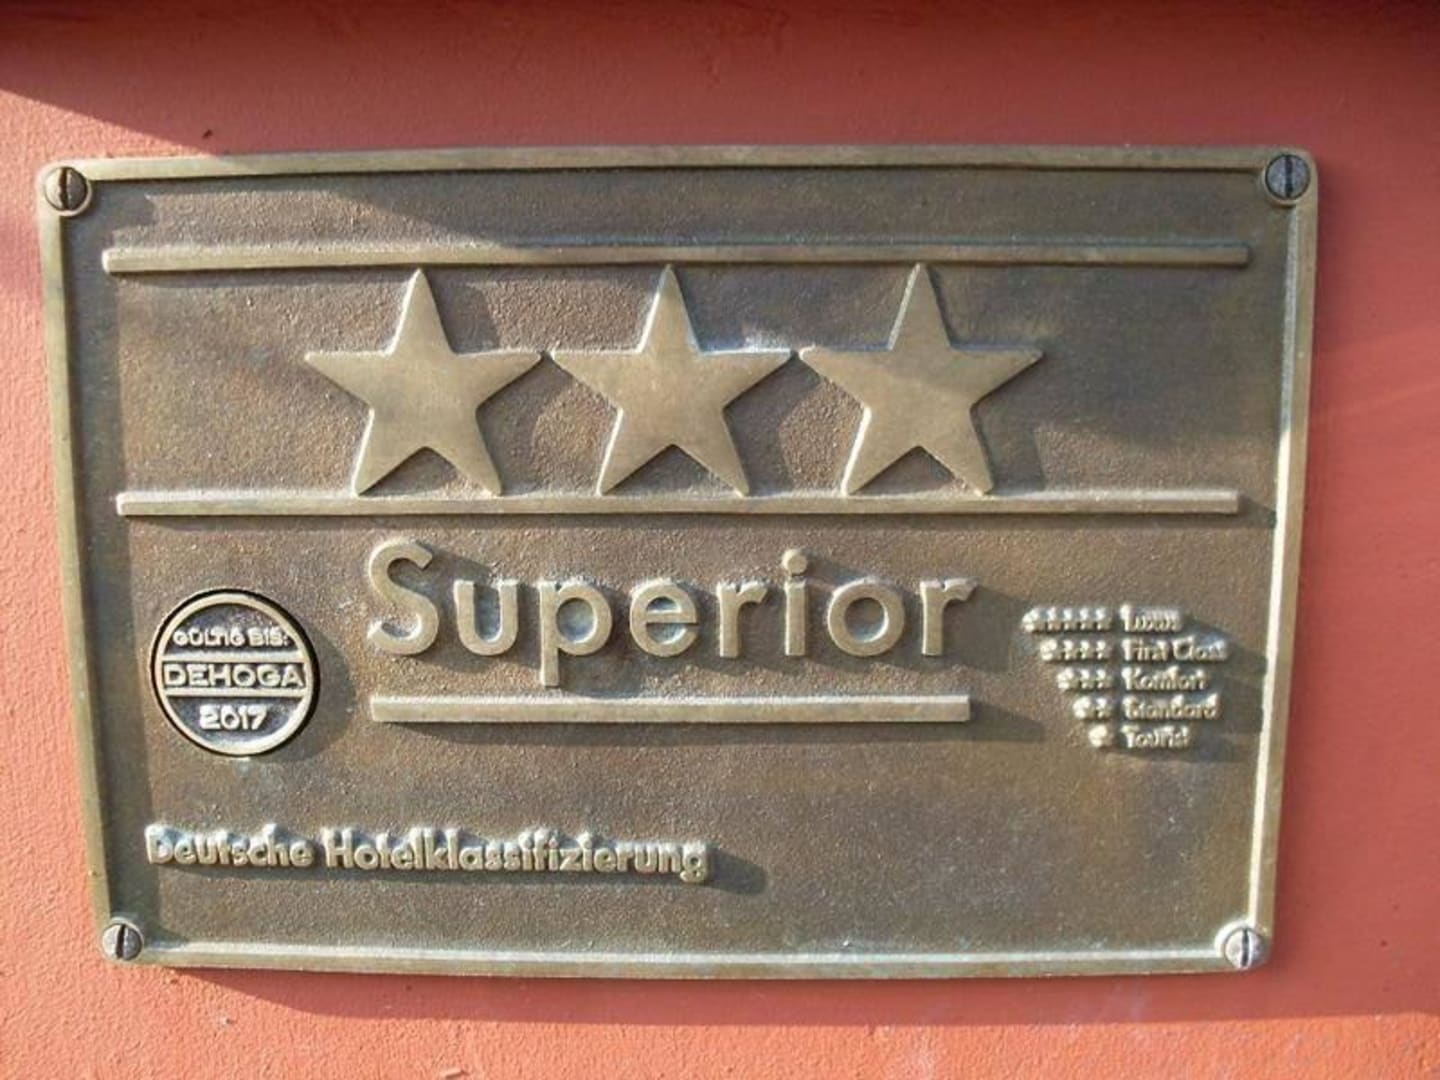 Superior
GÜLTIG BIS:
DEHOGA
2017
Luxus
First Class
Komfort
Standard
Tourist
Deutsche Hotelklassifizierung